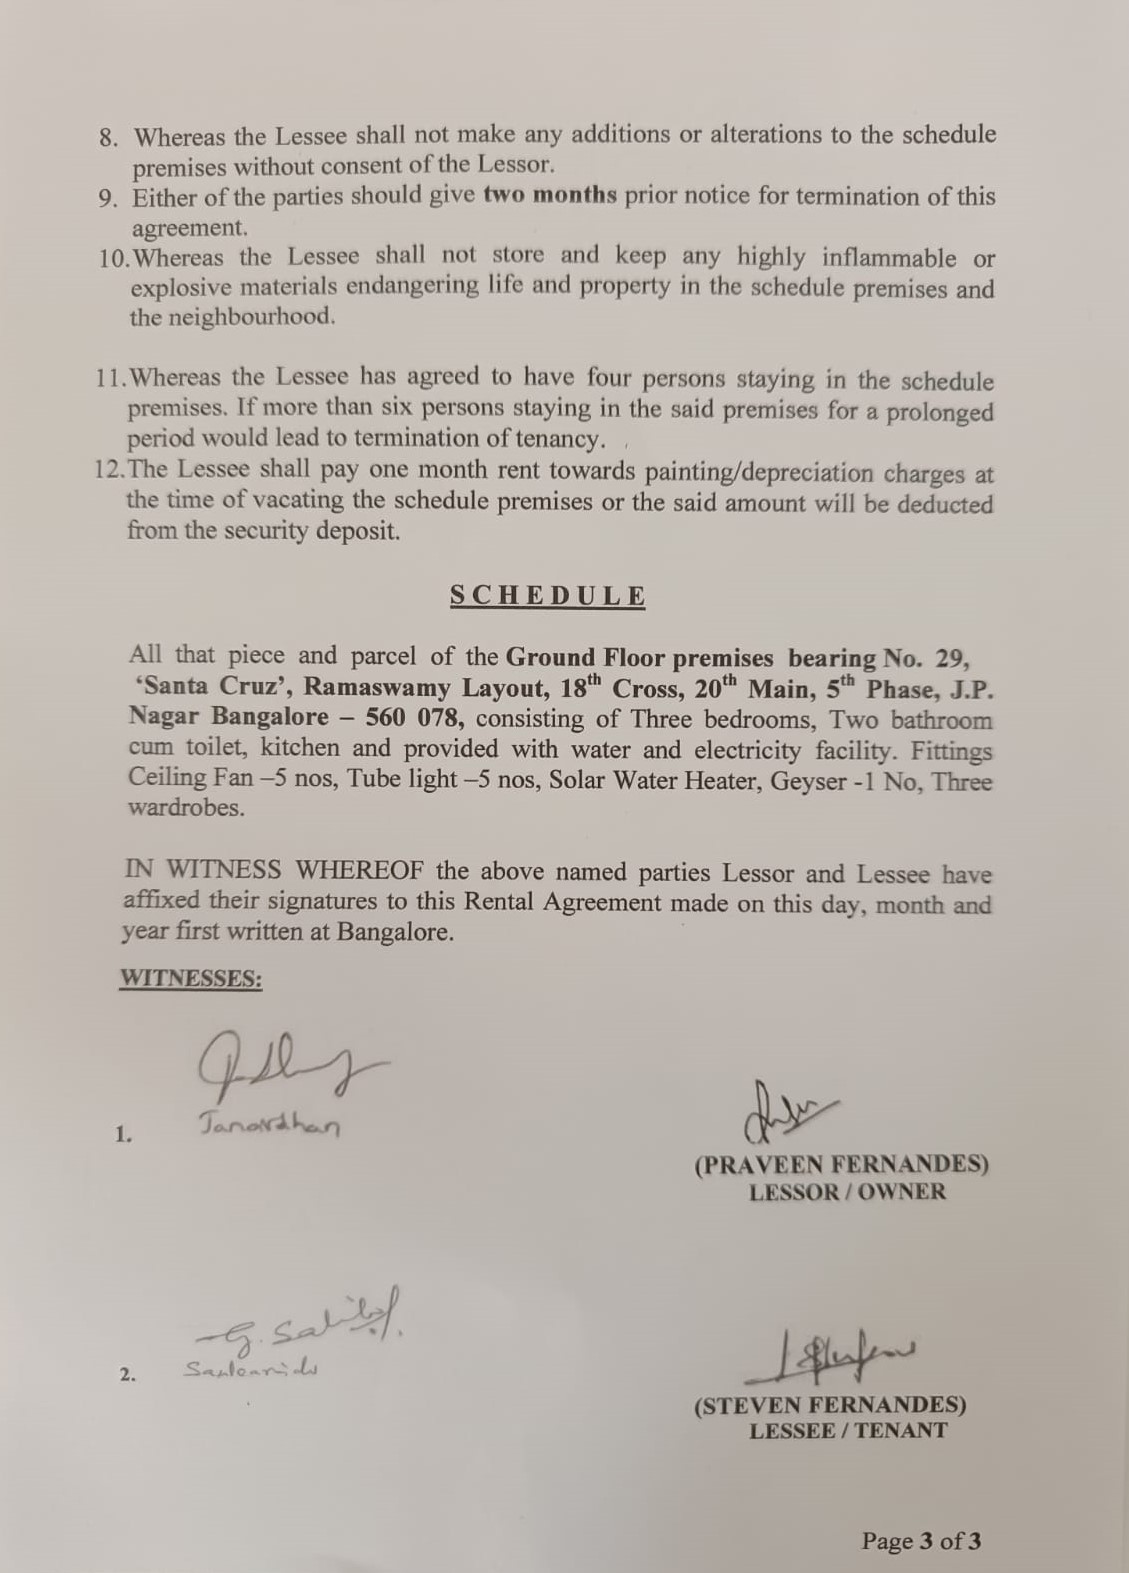 8. Whereas the Lessee shall not make any additions or alterations to the schedule
premises without consent of the Lessor.
9. Either of the parties should give two months prior notice for termination of this
agreement.
10. Whereas the Lessee shall not store and keep any highly inflammable or
explosive materials endangering life and property in the schedule premises and
the neighbourhood.
11. Whereas the Lessee has agreed to have four persons staying in the schedule
premises. If more than six persons staying in the said premises for a prolonged
period would lead to termination of tenancy.
12. The Lessee shall pay one month rent towards painting/depreciation charges at
the time of vacating the schedule premises or the said amount will be deducted
from the security deposit.
SCHEDULE
All that piece and parcel of the Ground Floor premises bearing No. 29,
‘Santa Cruz’, Ramaswamy Layout, 18th Cross, 20th Main, 5th Phase, J.P.
Nagar Bangalore – 560 078, consisting of Three bedrooms, Two bathroom
cum toilet, kitchen and provided with water and electricity facility. Fittings
Ceiling Fan –5 nos, Tube light –5 nos, Solar Water Heater, Geyser -1 No, Three
wardrobes.
IN WITNESS WHEREOF the above named parties Lessor and Lessee have
affixed their signatures to this Rental Agreement made on this day, month and
year first written at Bangalore.
WITNESSES:
1. Janardhan
(PRAVEEN FERNANDES)
LESSOR / OWNER
2.
(STEVEN FERNANDES)
LESSEE / TENANT
Page 3 of 3